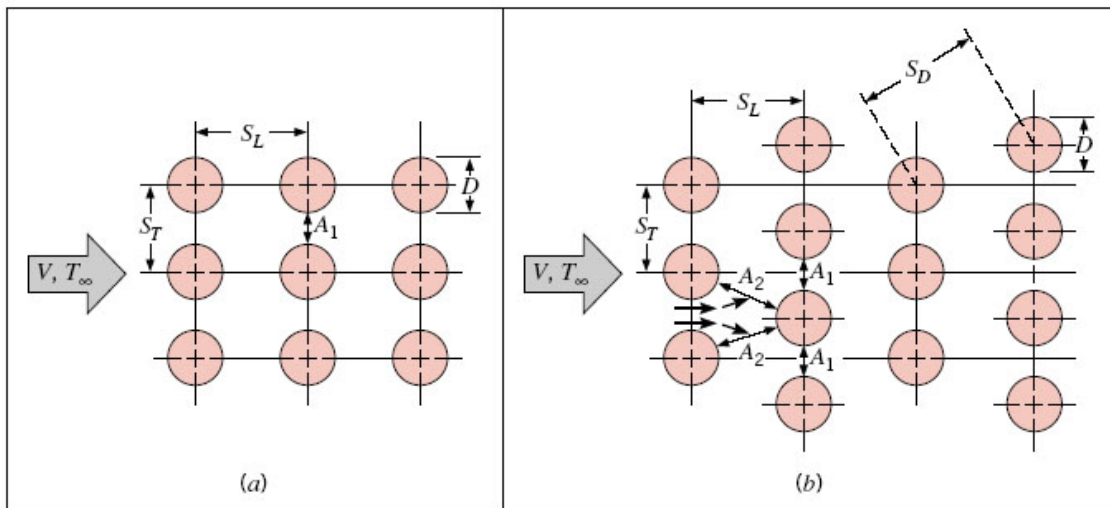 S_L
D
S_T
A_1
V, T_∞
(a)
S_D
S_L
D
S_T
A_2
A_1
V, T_∞
A_2
A_1
(b)